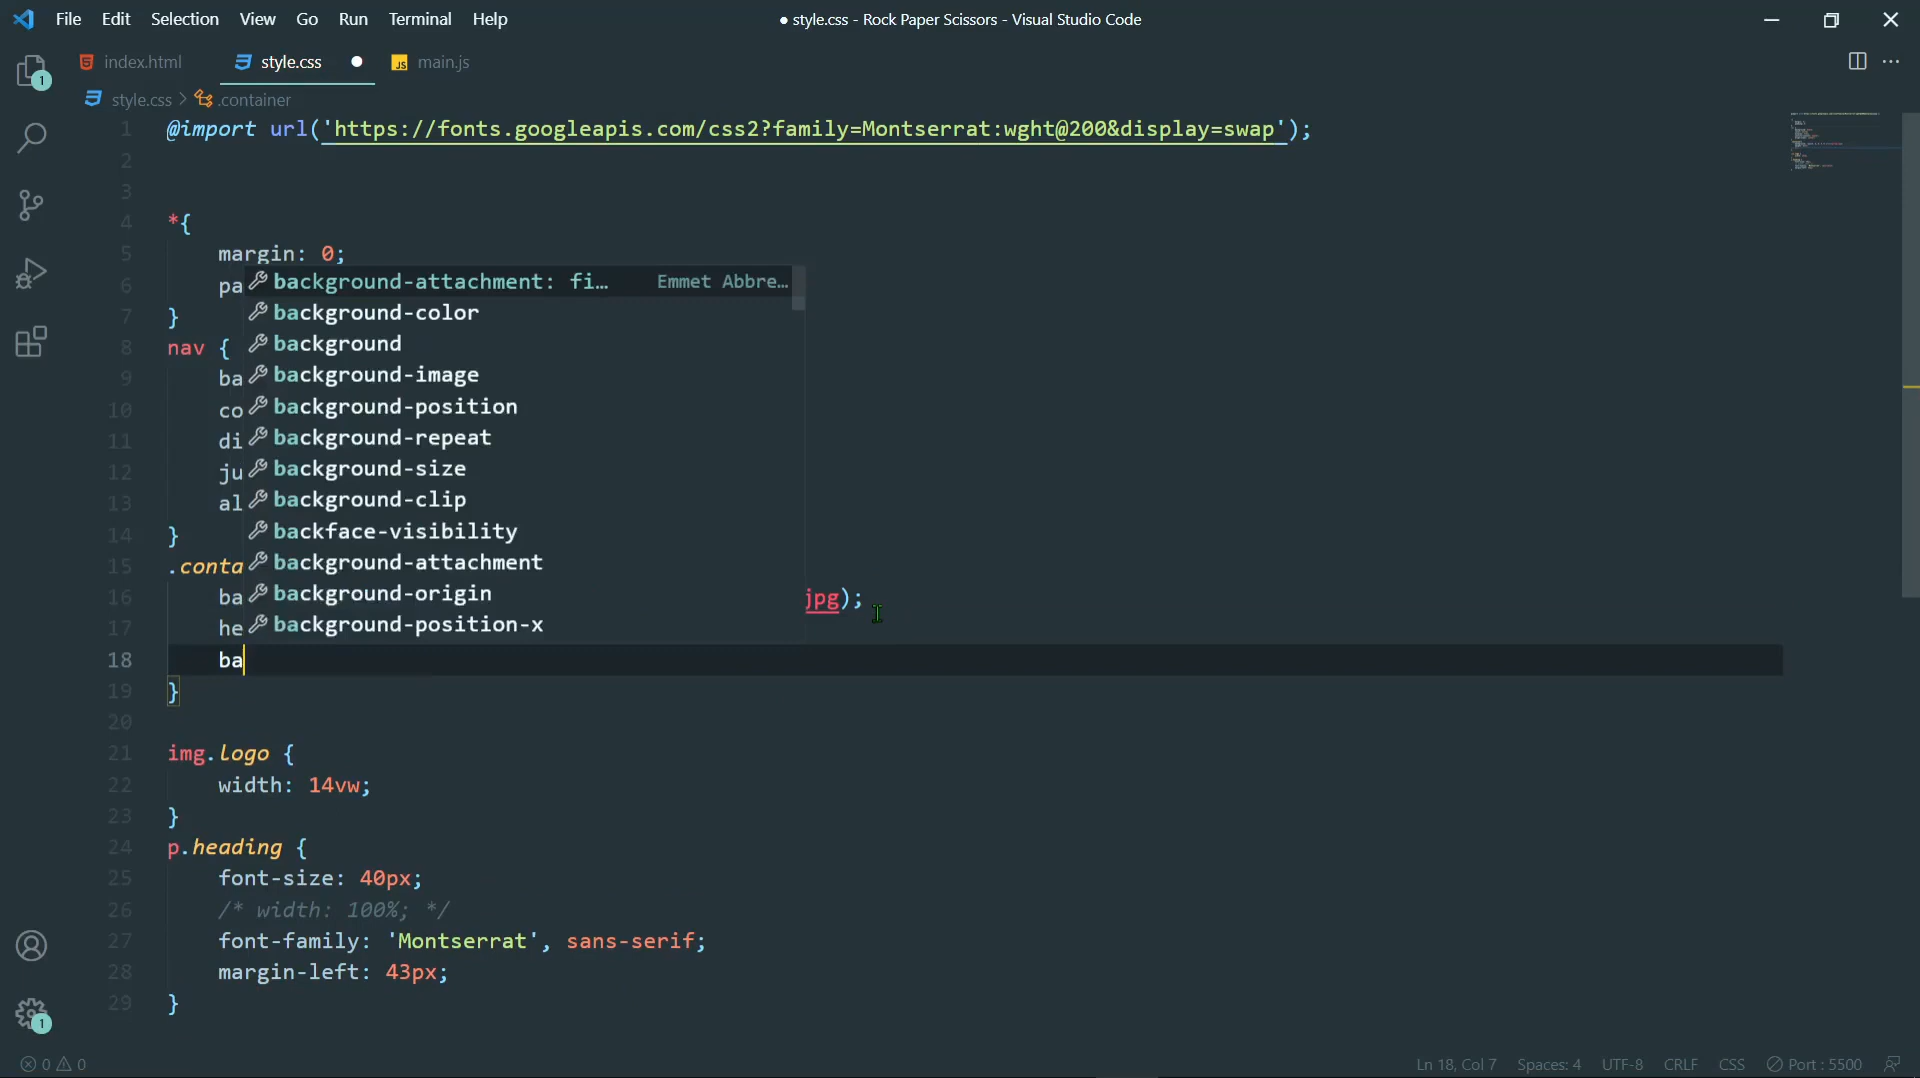 File Edit Selection View Go Run Terminal Help ● style.css - Rock Paper Scissors - Visual Studio Code
index.html style.css JS main.js
style.css > .container
1 @import url('https://fonts.googleapis.com/css2?family=Montserrat:wght@200&display=swap');
2
3
4 *{
5 margin: 0;
6 pa
background-attachment: fi… Emmet Abbre…
background-color
7 }
8 nav {
background
9 ba
background-image
10 co
background-position
11 di
background-repeat
12 ju
background-size
13 al
background-clip
14 }
backface-visibility
15 .conta
background-attachment
16 ba
background-origin
jpg);
17 he
background-position-x
18 ba
19 }
20
21 img.logo {
22 width: 14vw;
23 }
24 p.heading {
25 font-size: 40px;
26 /* width: 100%; */
27 font-family: 'Montserrat', sans-serif;
28 margin-left: 43px;
29 }
1
1
0 0 Ln 18, Col 7 Spaces: 4 UTF-8 CRLF CSS Port : 5500